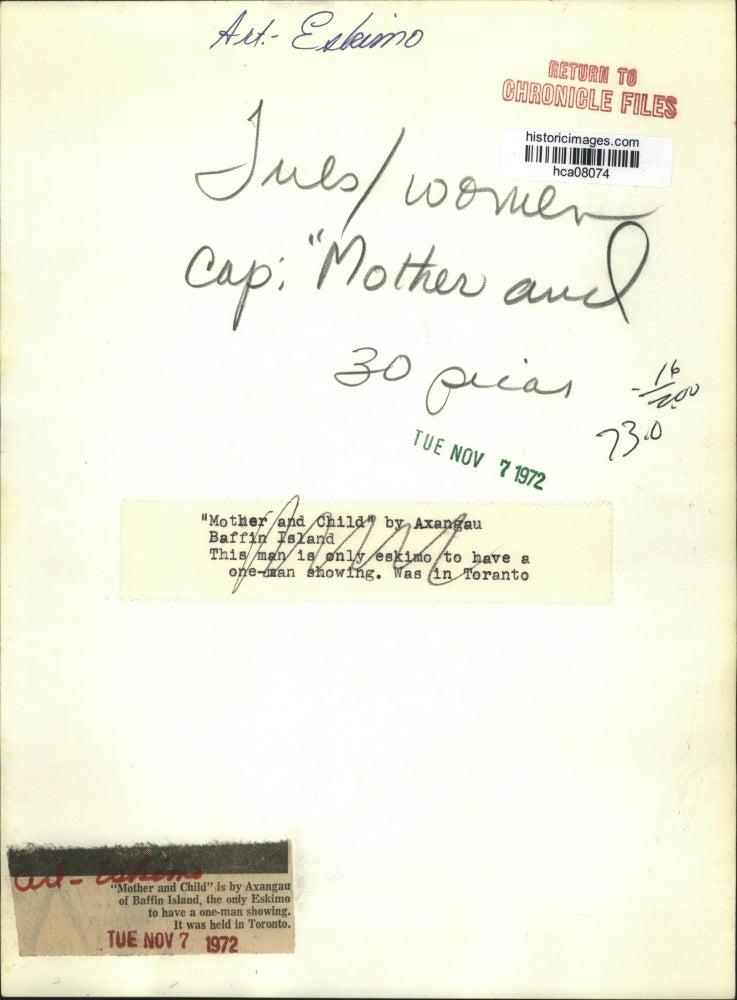 Art.- Eskimo
RETURN TO
CHRONICLE FILES
historicimages.com
hca08074
Tues/women
cap: "Mother and
30 picas
-16
73.0
TUE NOV 7 1972
"Mother and Child" by Axangau
Baffin Island
This man is only eskimo to have a
one-man showing. Was in Toranto
Art- Eskimo
"Mother and Child" is by Axangau
of Baffin Island, the only Eskimo
to have a one-man showing.
It was held in Toronto.
TUE NOV 7 1972